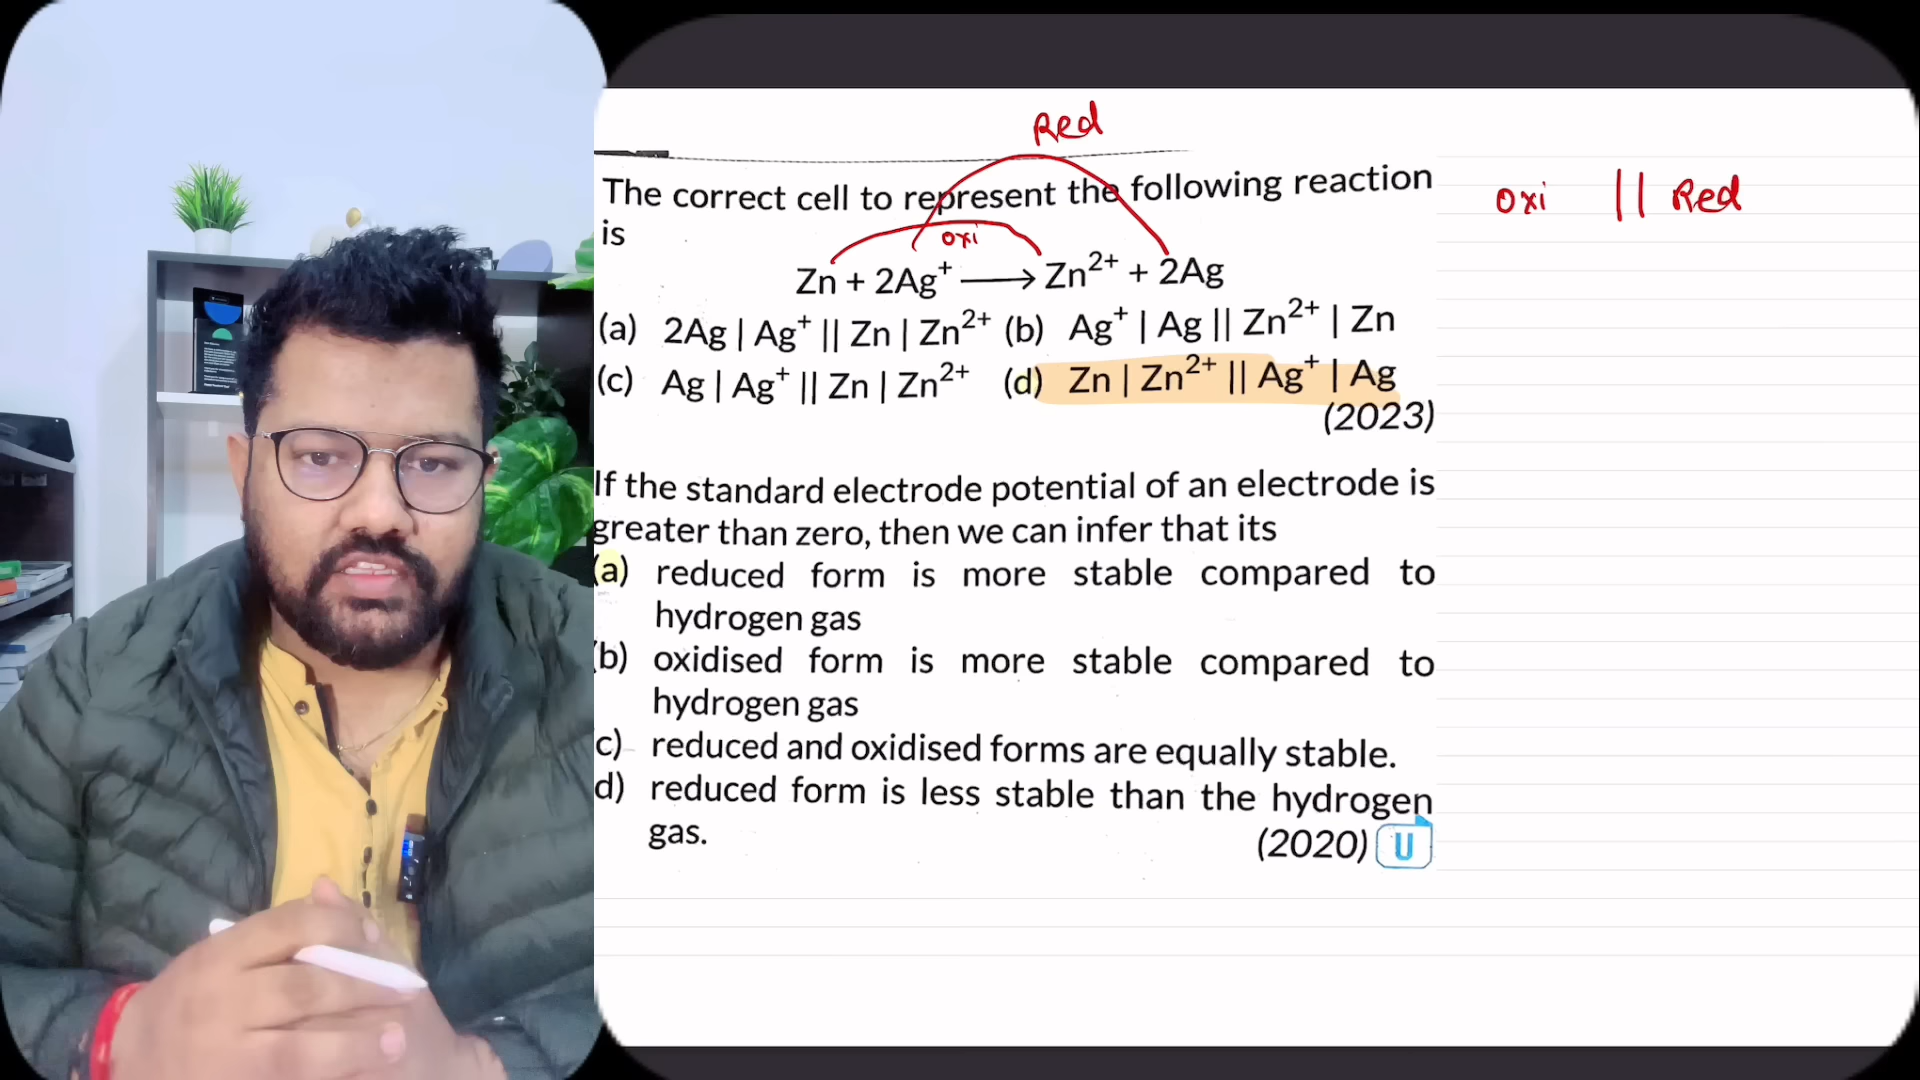 Red
The correct cell to represent the following reaction
oxi || Red
is
oxi
Zn + 2Ag⁺ ⟶ Zn²⁺ + 2Ag
(a) 2Ag | Ag⁺ || Zn | Zn²⁺ (b) Ag⁺ | Ag || Zn²⁺ | Zn
(c) Ag | Ag⁺ || Zn | Zn²⁺ (d) Zn | Zn²⁺ || Ag⁺ | Ag
(2023)
If the standard electrode potential of an electrode is
greater than zero, then we can infer that its
(a) reduced form is more stable compared to
hydrogen gas
(b) oxidised form is more stable compared to
hydrogen gas
c) reduced and oxidised forms are equally stable.
d) reduced form is less stable than the hydrogen
gas.
(2020) U